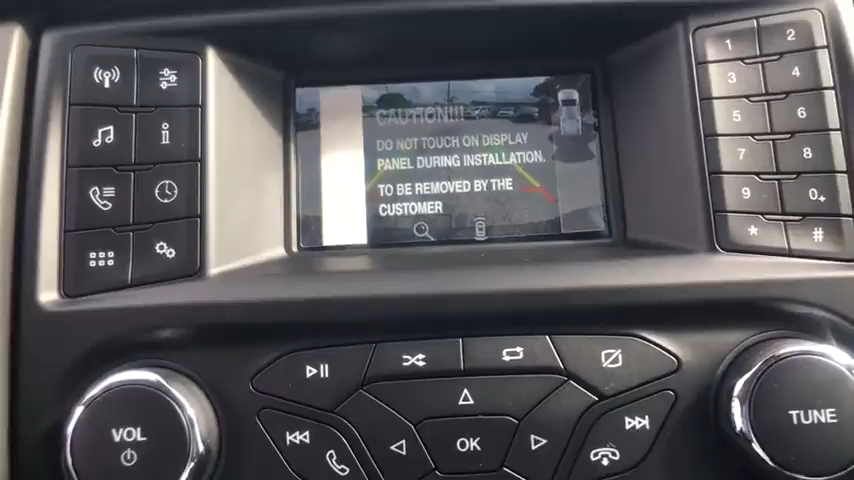 CAUTION!!!
DO NOT TOUCH ON DISPLAY
PANEL DURING INSTALLATION.
TO BE REMOVED BY THE
CUSTOMER
1 2
3 4
5 6
7 8
9 0+
* #
VOL
OK
TUNE